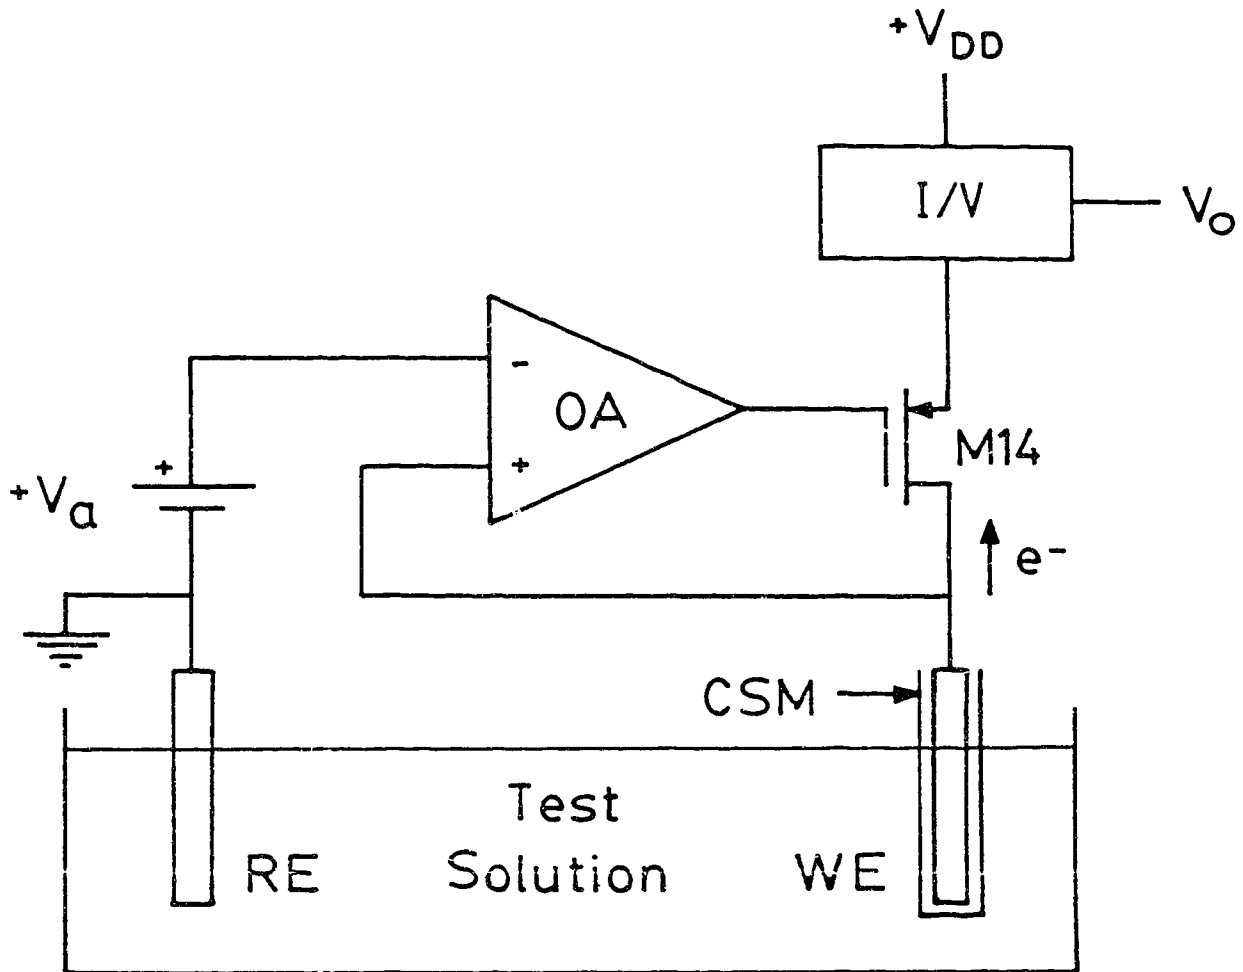 +VDD
I/V
Vo
-
OA
+
M14
+
+Va
e-
CSM
Test
Solution
RE
WE